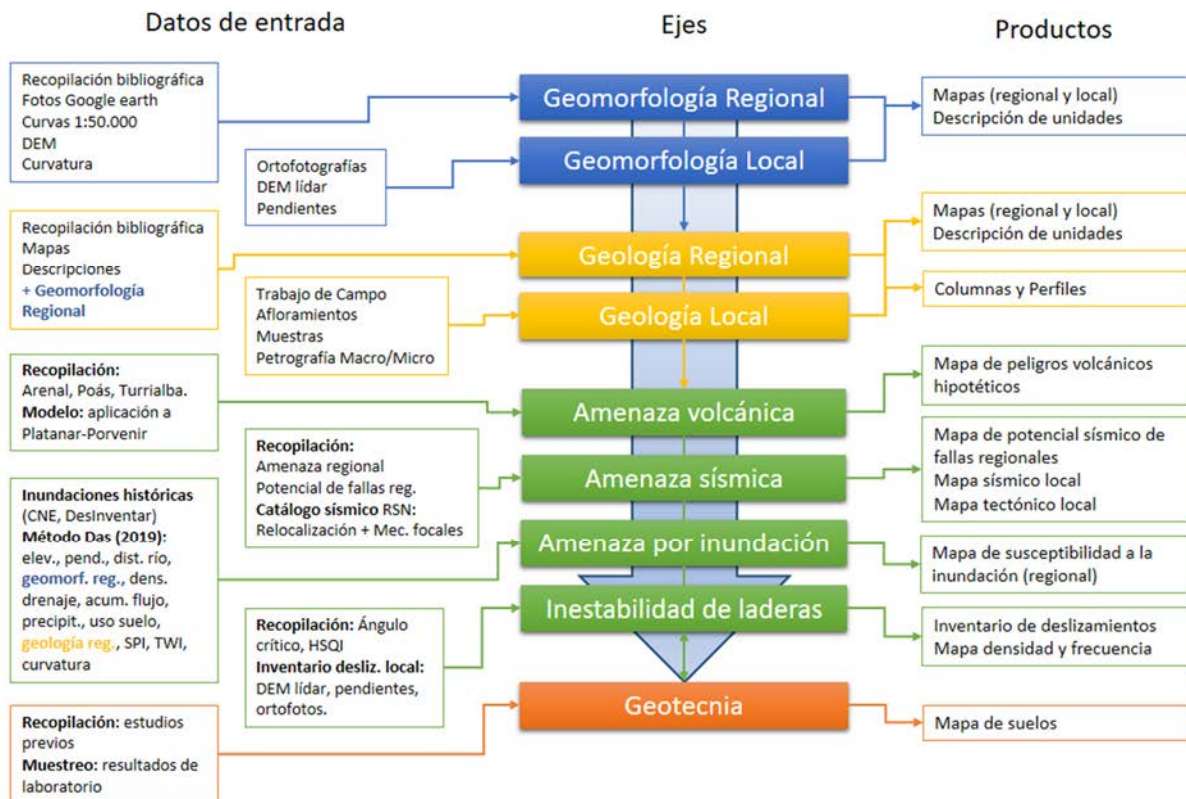 Datos de entrada
Ejes
Productos
Recopilación bibliográfica
Fotos Google earth
Curvas 1:50.000
DEM
Curvatura
Geomorfología Regional
Mapas (regional y local)
Descripción de unidades
Ortofotografías
DEM lídar
Pendientes
Geomorfología Local
Recopilación bibliográfica
Mapas
Descripciones
+ Geomorfología
Regional
Geología Regional
Mapas (regional y local)
Descripción de unidades
Trabajo de Campo
Afloramientos
Muestras
Petrografía Macro/Micro
Geología Local
Columnas y Perfiles
Recopilación:
Arenal, Poás, Turrialba.
Modelo: aplicación a
Platanar-Porvenir
Amenaza volcánica
Mapa de peligros volcánicos
hipotéticos
Recopilación:
Amenaza regional
Potencial de fallas reg.
Catálogo sísmico RSN:
Relocalización + Mec. focales
Amenaza sísmica
Mapa de potencial sísmico de
fallas regionales
Mapa sísmico local
Mapa tectónico local
Inundaciones históricas
(CNE, DesInventar)
Método Das (2019):
elev., pend., dist. río,
geomorf. reg., dens.
drenaje, acum. flujo,
precipit., uso suelo,
geología reg., SPI, TWI,
curvatura
Amenaza por inundación
Mapa de susceptibilidad a la
inundación (regional)
Recopilación: Ángulo
crítico, HSQI
Inventario desliz. local:
DEM lídar, pendientes,
ortofotos.
Inestabilidad de laderas
Inventario de deslizamientos
Mapa densidad y frecuencia
Recopilación: estudios
previos
Muestreo: resultados de
laboratorio
Geotecnia
Mapa de suelos